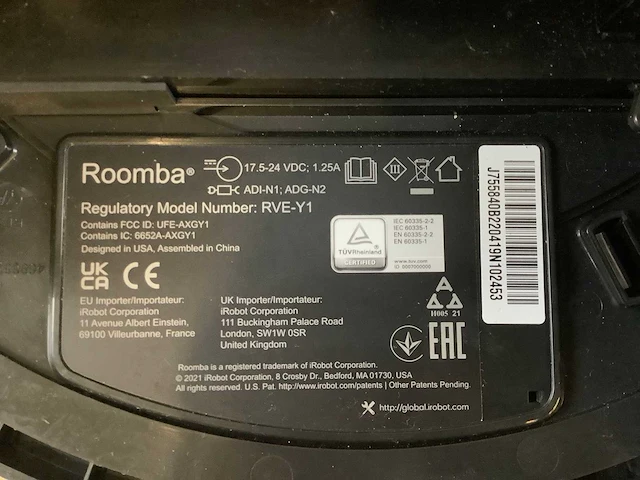 Roomba®
17.5-24 VDC; 1.25A
ADI-N1; ADG-N2
Regulatory Model Number: RVE-Y1
Contains FCC ID: UFE-AXGY1
Contains IC: 6652A-AXGY1
Designed in USA, Assembled in China
TÜVRheinland
CERTIFIED
IEC 60335-2-2
IEC 60335-1
EN 60335-2-2
EN 60335-1
www.tuv.com
ID 0007000000
UK
CA
CE
EU Importer/Importateur:
iRobot Corporation
11 Avenue Albert Einstein,
69100 Villeurbanne, France
UK Importer/Importateur:
iRobot Corporation
111 Buckingham Palace Road
London, SW1W 0SR
United Kingdom
H005 21
EAC
Roomba is a registered trademark of iRobot Corporation.
© 2021 iRobot Corporation, 8 Crosby Dr., Bedford, MA 01730, USA
All rights reserved. U.S. Pat. http://www.irobot.com/patents | Other Patents Pending.
http://global.irobot.com
J755840B220419N102453